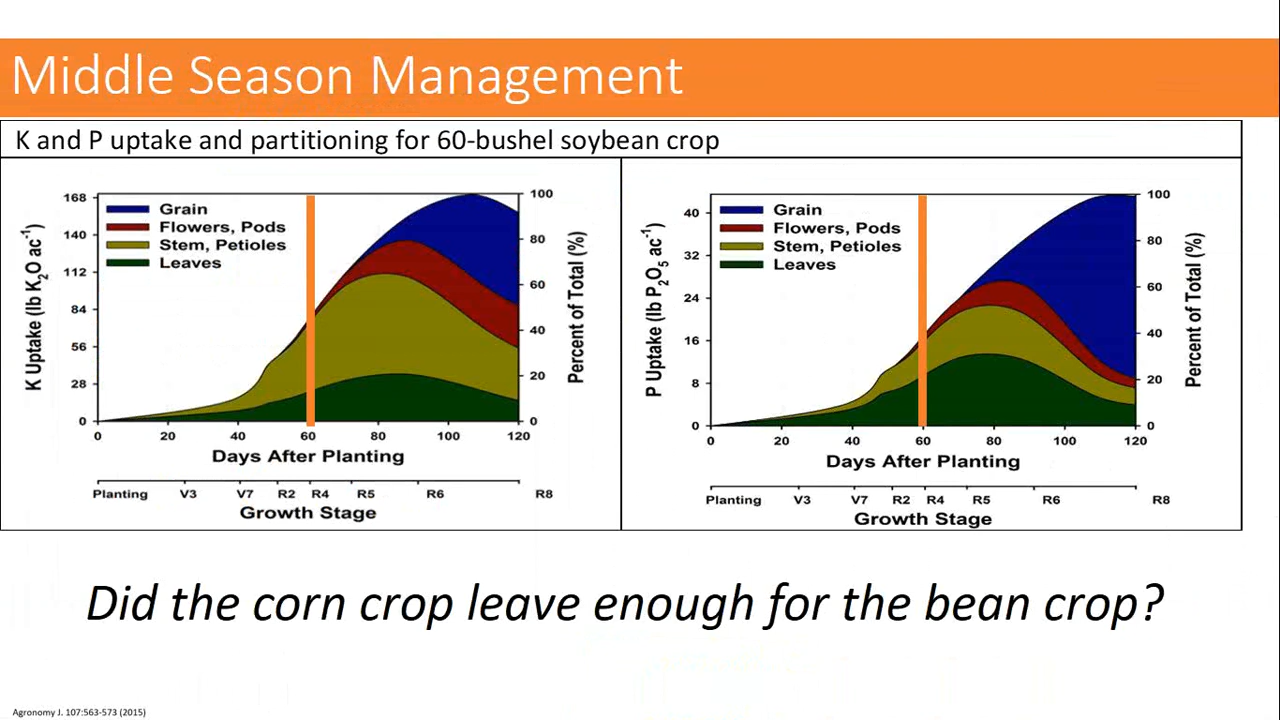 Middle Season Management
K and P uptake and partitioning for 60-bushel soybean crop
K Uptake (lb K₂O ac⁻¹)
168
140
112
84
56
28
0
Grain
Flowers, Pods
Stem, Petioles
Leaves
100
80
60
40
20
0
Percent of Total (%)
0 20 40 60 80 100 120
Days After Planting
Planting V3 V7 R2 R4 R5 R6 R8
Growth Stage
P Uptake (lb P₂O₅ ac⁻¹)
40
32
24
16
8
0
Grain
Flowers, Pods
Stem, Petioles
Leaves
100
80
60
40
20
0
Percent of Total (%)
0 20 40 60 80 100 120
Days After Planting
Planting V3 V7 R2 R4 R5 R6 R8
Growth Stage
Did the corn crop leave enough for the bean crop?
Agronomy J. 107:563-573 (2015)